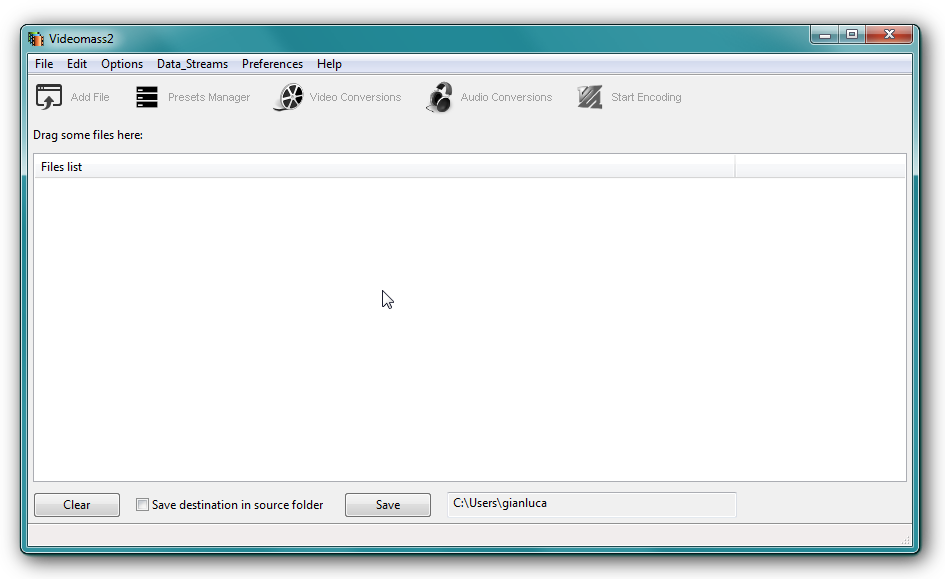 Videomass2
File Edit Options Data_Streams Preferences Help
Add File Presets Manager Video Conversions Audio Conversions Start Encoding
Drag some files here:
Files list
Clear Save destination in source folder Save C:\Users\gianluca